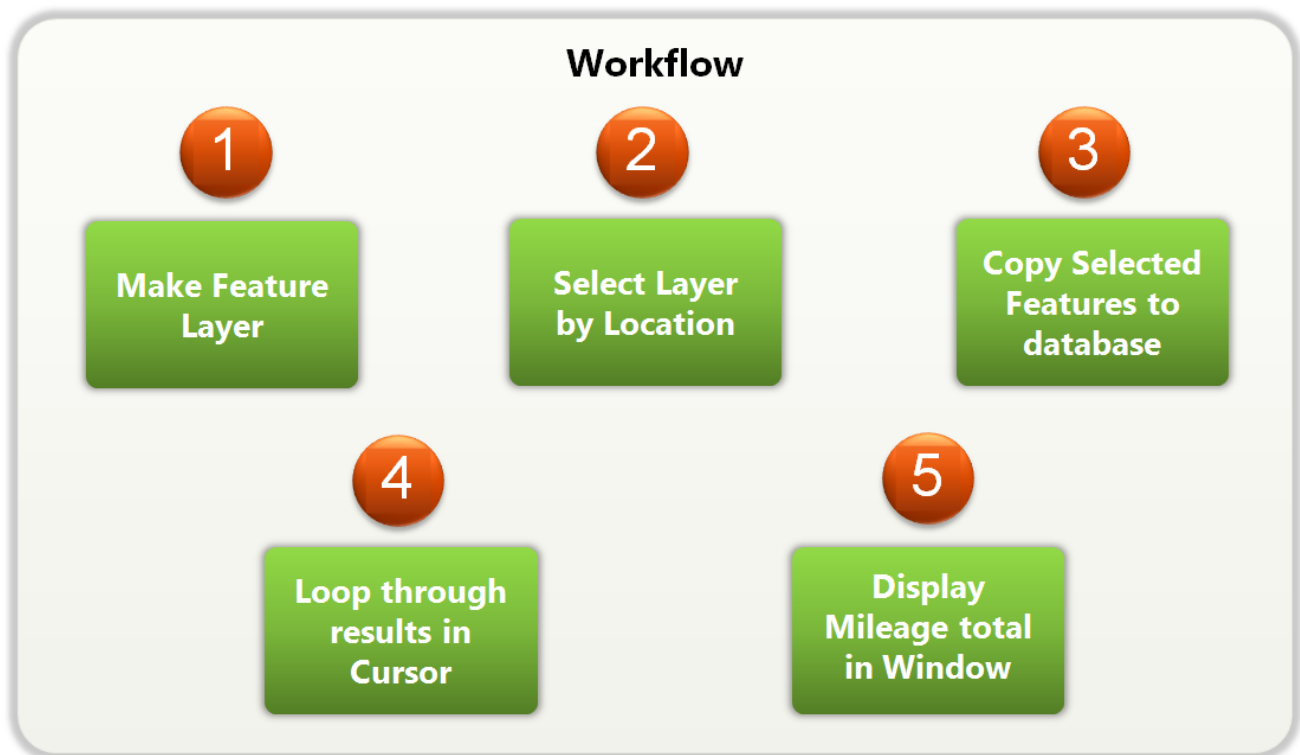 Workflow
1
2
3
Make Feature
Layer
Select Layer
by Location
Copy Selected
Features to
database
4
5
Loop through
results in
Cursor
Display
Mileage total
in Window